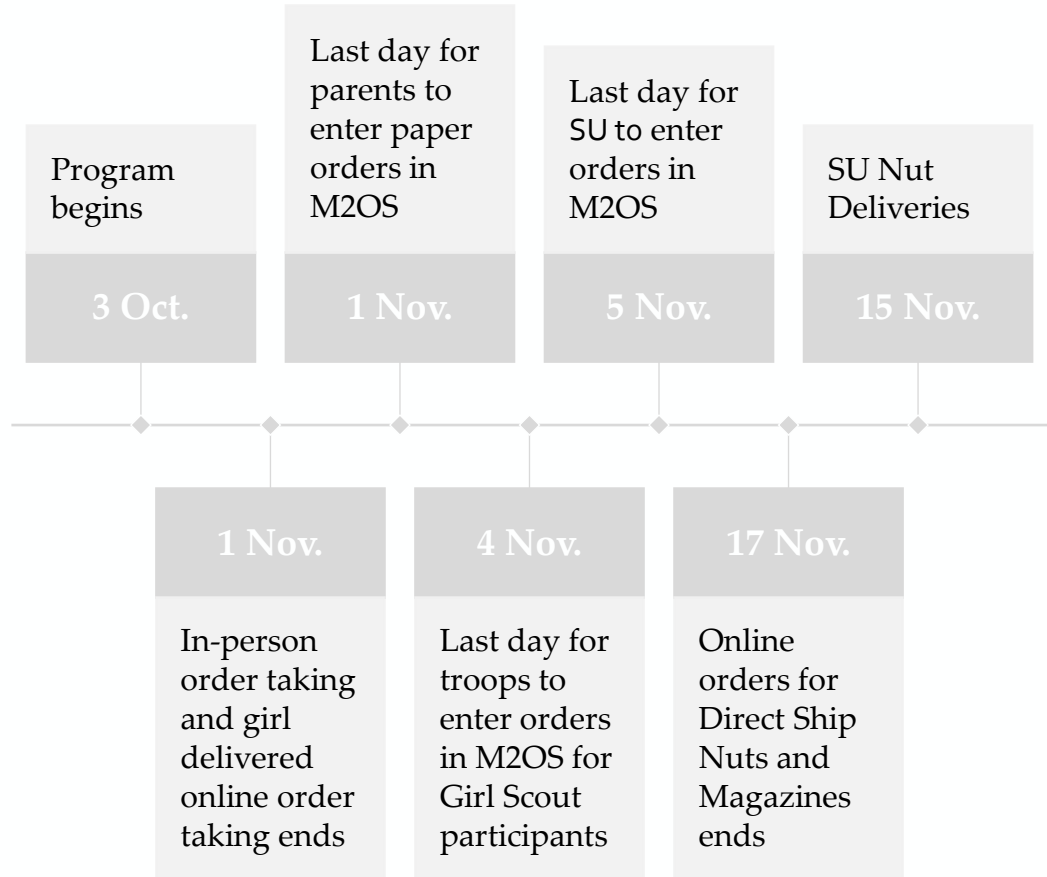 Program
begins
3 Oct.
Last day for
parents to
enter paper
orders in
M2OS
1 Nov.
Last day for
SU to enter
orders in
M2OS
5 Nov.
SU Nut
Deliveries
15 Nov.
1 Nov.
In-person
order taking
and girl
delivered
online order
taking ends
4 Nov.
Last day for
troops to
enter orders
in M2OS for
Girl Scout
participants
17 Nov.
Online
orders for
Direct Ship
Nuts and
Magazines
ends